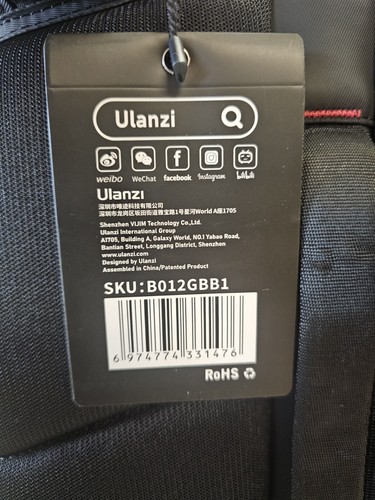 Ulanzi
weibo
WeChat
facebook
Instagram
bilibili
Ulanzi
深圳市唯迹科技有限公司
深圳市龙岗区坂田街道雅宝路1号星河World A座1705
Shenzhen VIJIM Technology Co.,Ltd.
Ulanzi International Group
A1705, Building A, Galaxy World, NO.1 Yabao Road,
Bantian Street, Longgang District, Shenzhen
www.ulanzi.com
Designed by Ulanzi
Assembled in China/Patented Product
SKU:B012GBB1
6 974774 331476
RoHS